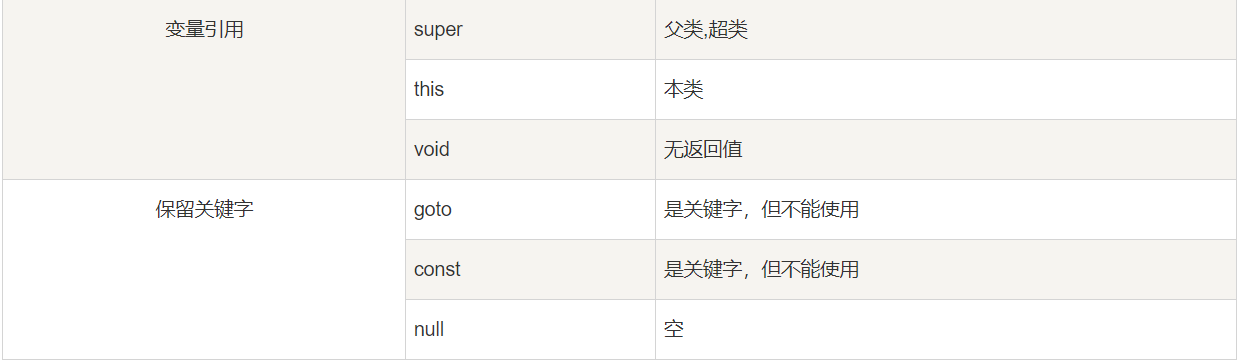 变量引用 super 父类,超类
this 本类
void 无返回值
保留关键字 goto 是关键字，但不能使用
const 是关键字，但不能使用
null 空